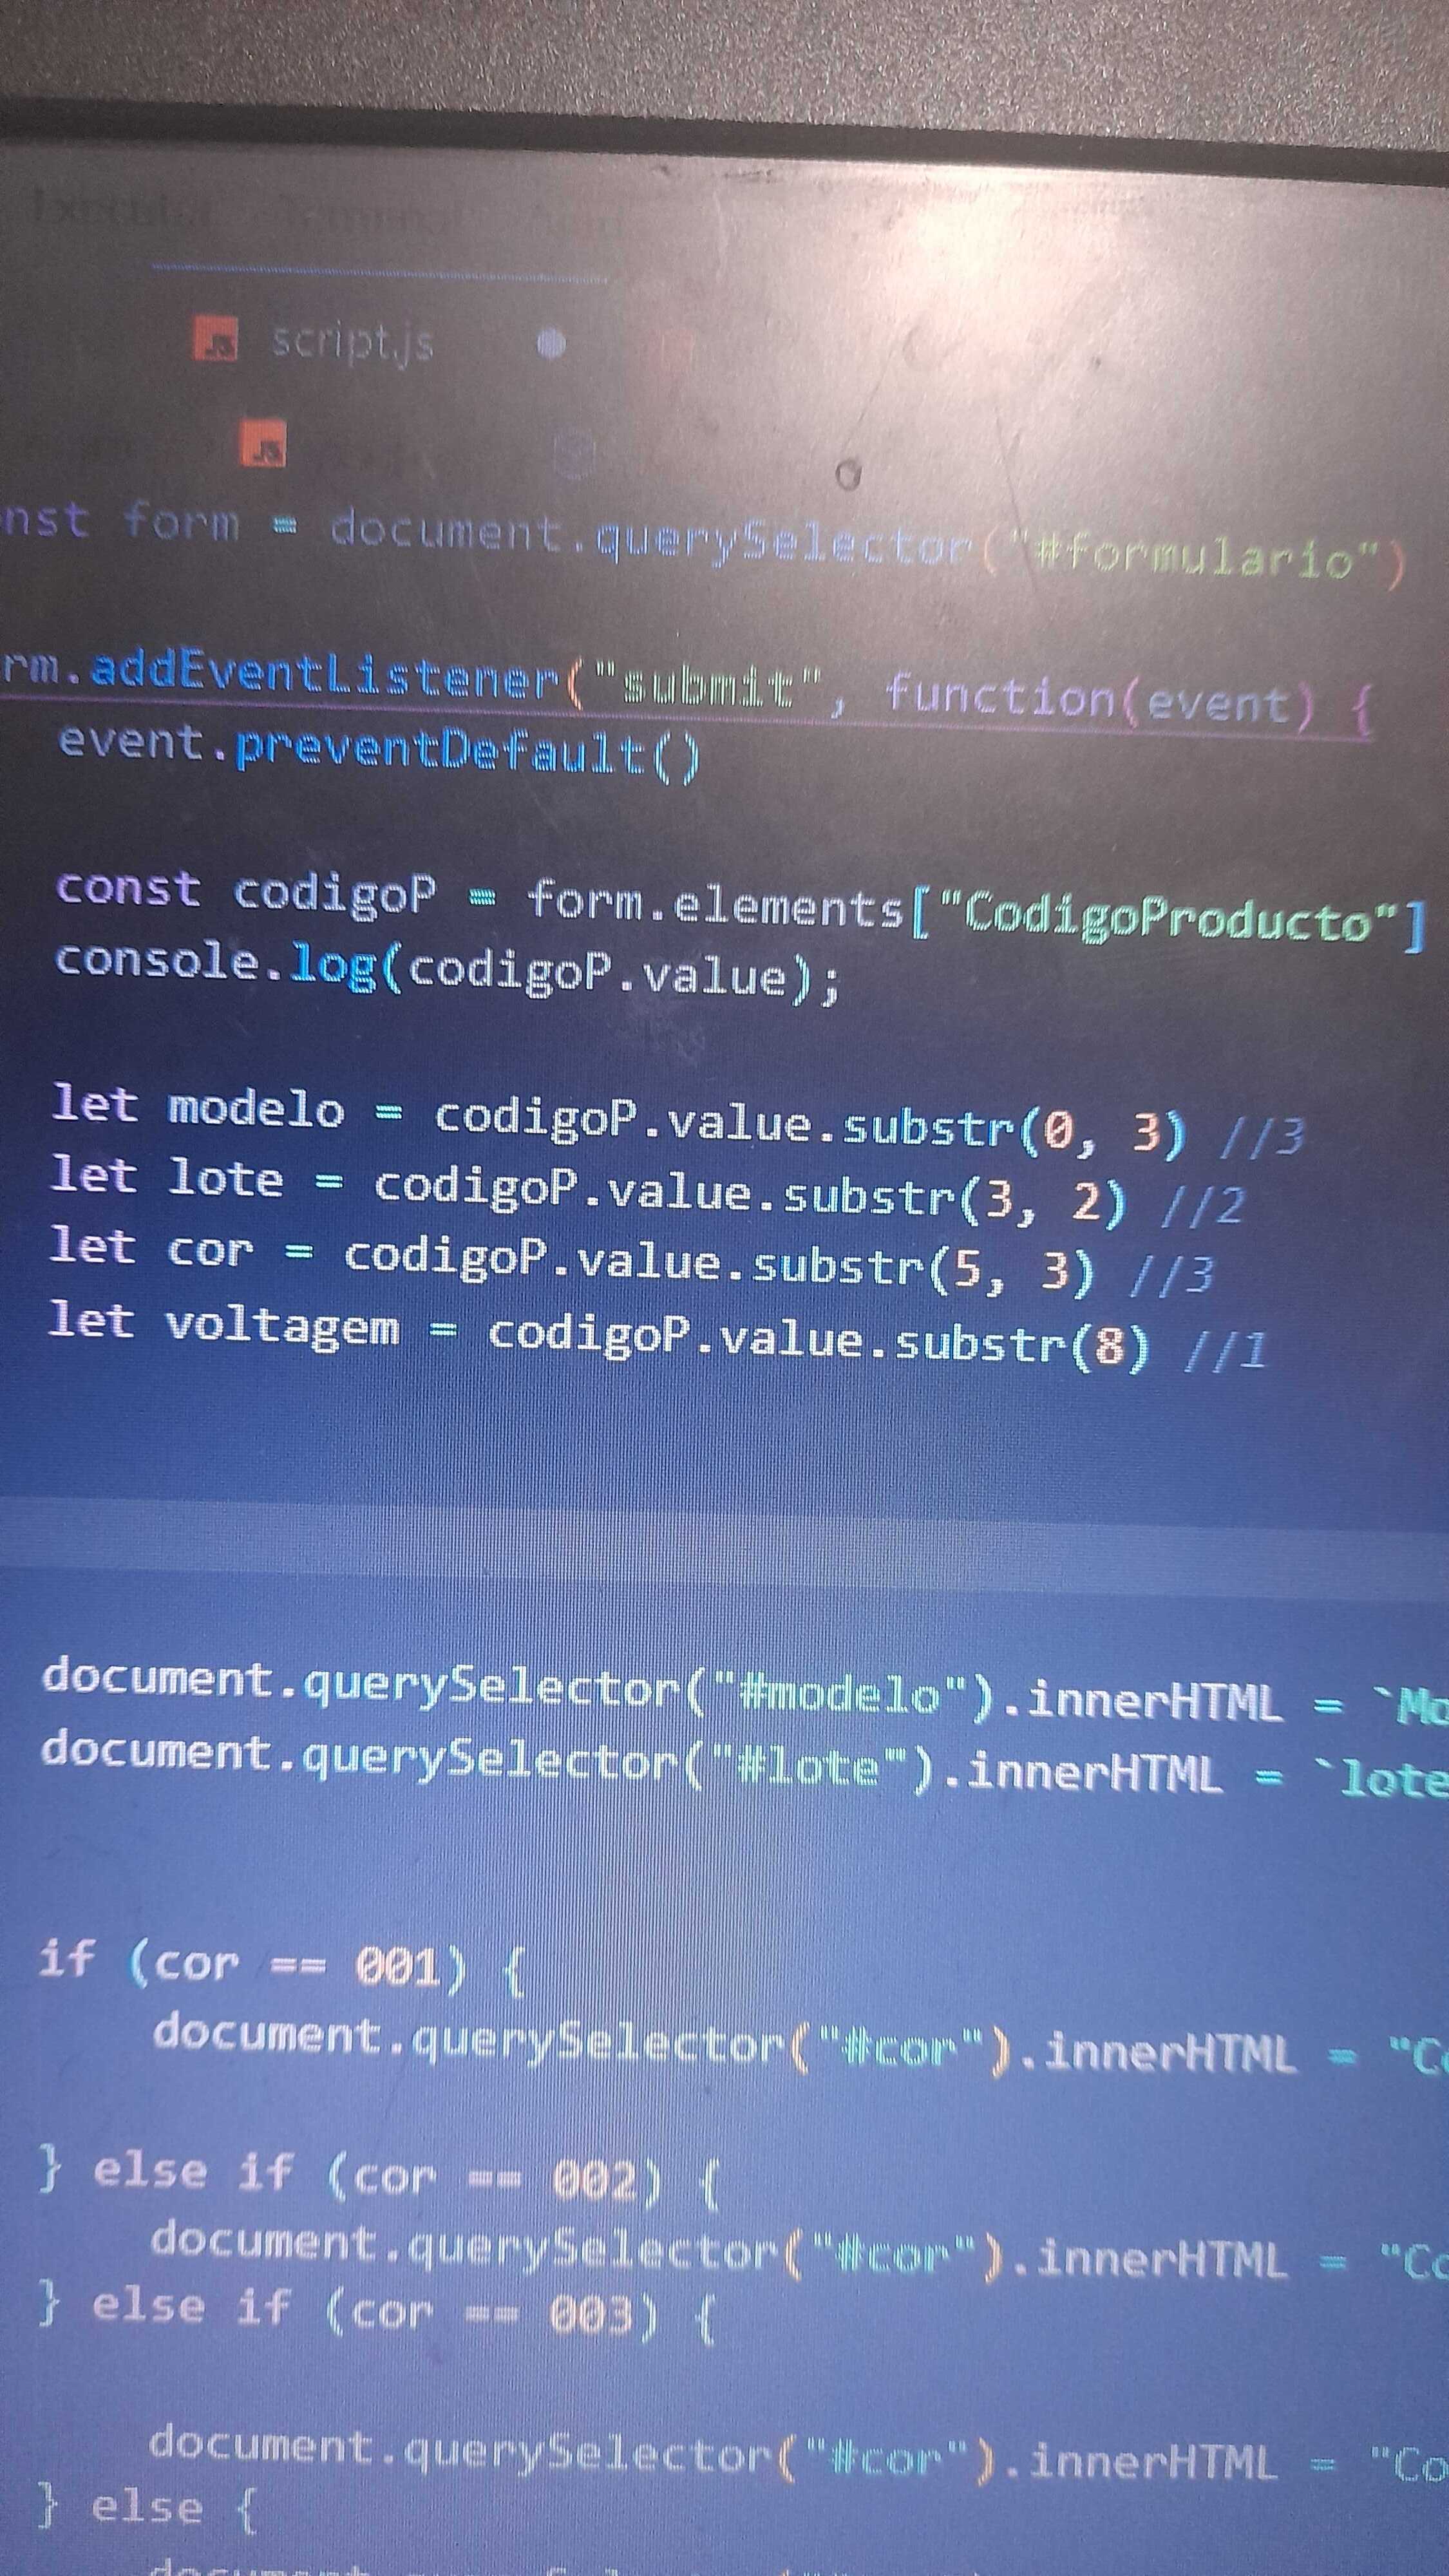 script.js
nst form = document.querySelector("#formulario")
rm.addEventListener("submit", function(event) {
event.preventDefault()
const codigoP = form.elements["CodigoProducto"]
console.log(codigoP.value);
let modelo = codigoP.value.substr(0, 3) //3
let lote = codigoP.value.substr(3, 2) //2
let cor = codigoP.value.substr(5, 3) //3
let voltagem = codigoP.value.substr(8) //1
document.querySelector("#modelo").innerHTML = `Mo
document.querySelector("#lote").innerHTML = `lote
if (cor == 001) {
document.querySelector("#cor").innerHTML = "Co
} else if (cor == 002) {
document.querySelector("#cor").innerHTML = "Co
} else if (cor == 003) {
document.querySelector("#cor").innerHTML = "Co
} else {